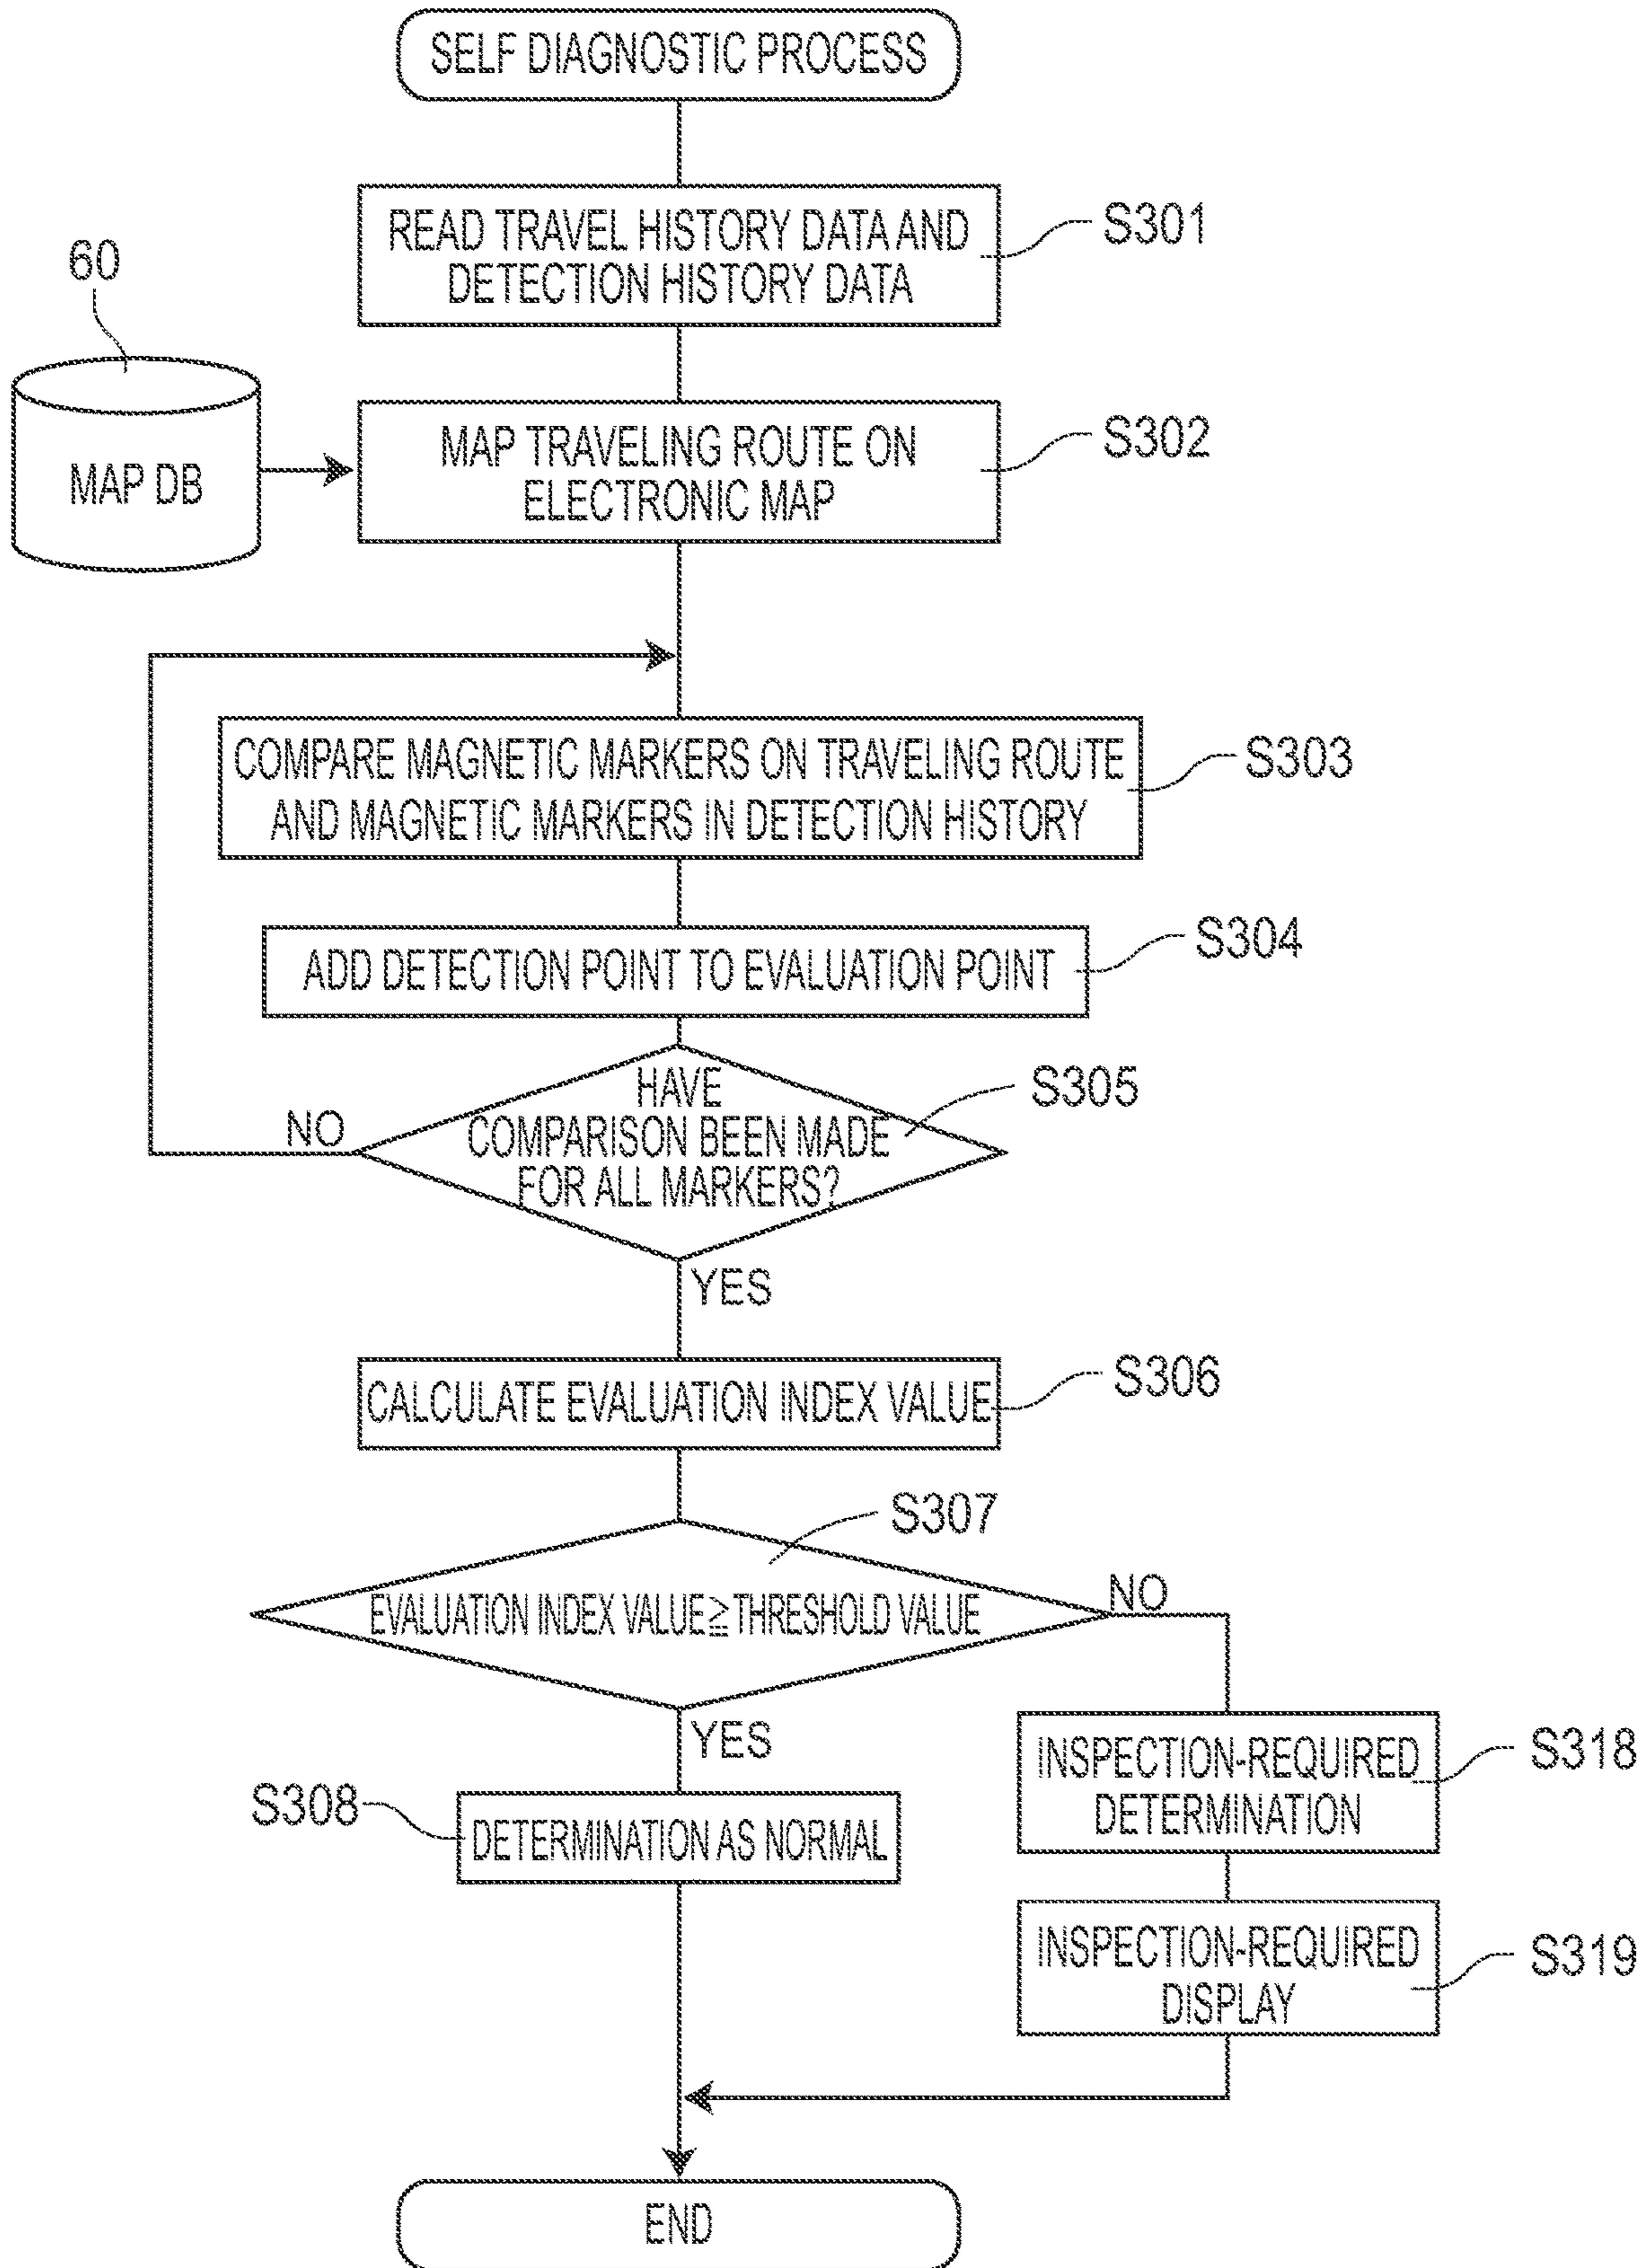 SELF DIAGNOSTIC PROCESS
READ TRAVEL HISTORY DATA AND
DETECTION HISTORY DATA
S301
60
MAP DB
MAP TRAVELING ROUTE ON
ELECTRONIC MAP
S302
COMPARE MAGNETIC MARKERS ON TRAVELING ROUTE
AND MAGNETIC MARKERS IN DETECTION HISTORY
S303
ADD DETECTION POINT TO EVALUATION POINT
S304
HAVE
COMPARISON BEEN MADE
FOR ALL MARKERS?
S305
NO
YES
CALCULATE EVALUATION INDEX VALUE
S306
S307
EVALUATION INDEX VALUE≧THRESHOLD VALUE
NO
YES
S308
DETERMINATION AS NORMAL
INSPECTION-REQUIRED
DETERMINATION
S318
INSPECTION-REQUIRED
DISPLAY
S319
END